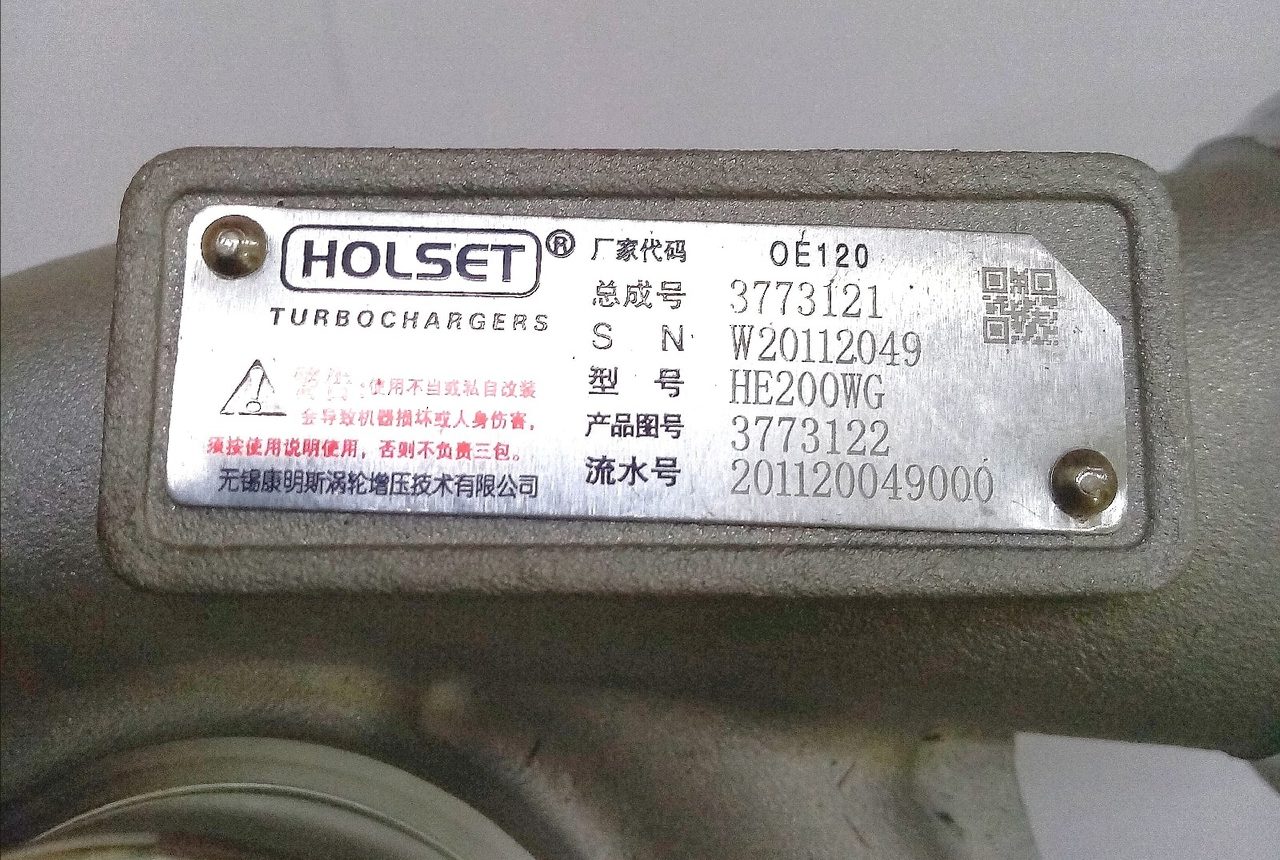 HOLSET®
TURBOCHARGERS
警告:使用不当或私自改装
会导致机器损坏或人身伤害,
须按使用说明使用，否则不负责三包。
无锡康明斯涡轮增压技术有限公司
厂家代码 OE120
总成号 3773121
S N W20112049
型 号 HE200WG
产品图号 3773122
流水号 201120049000